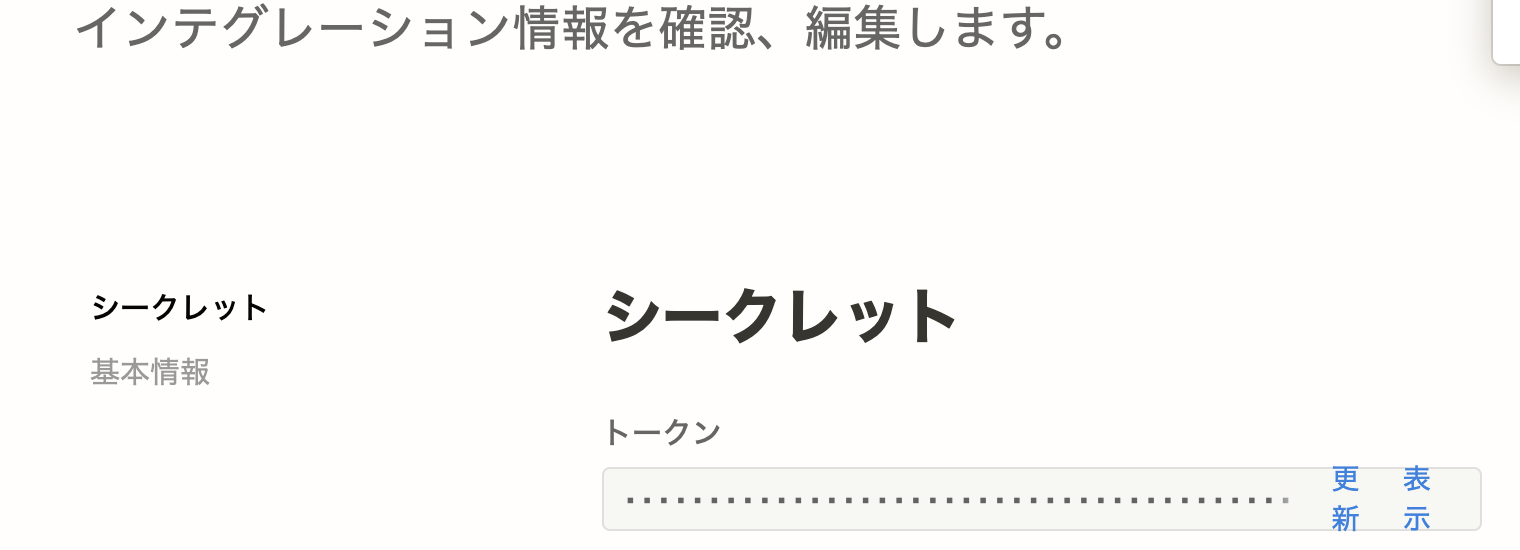 インテグレーション情報を確認、編集します。
シークレット
基本情報
シークレット
トークン
更新
表示